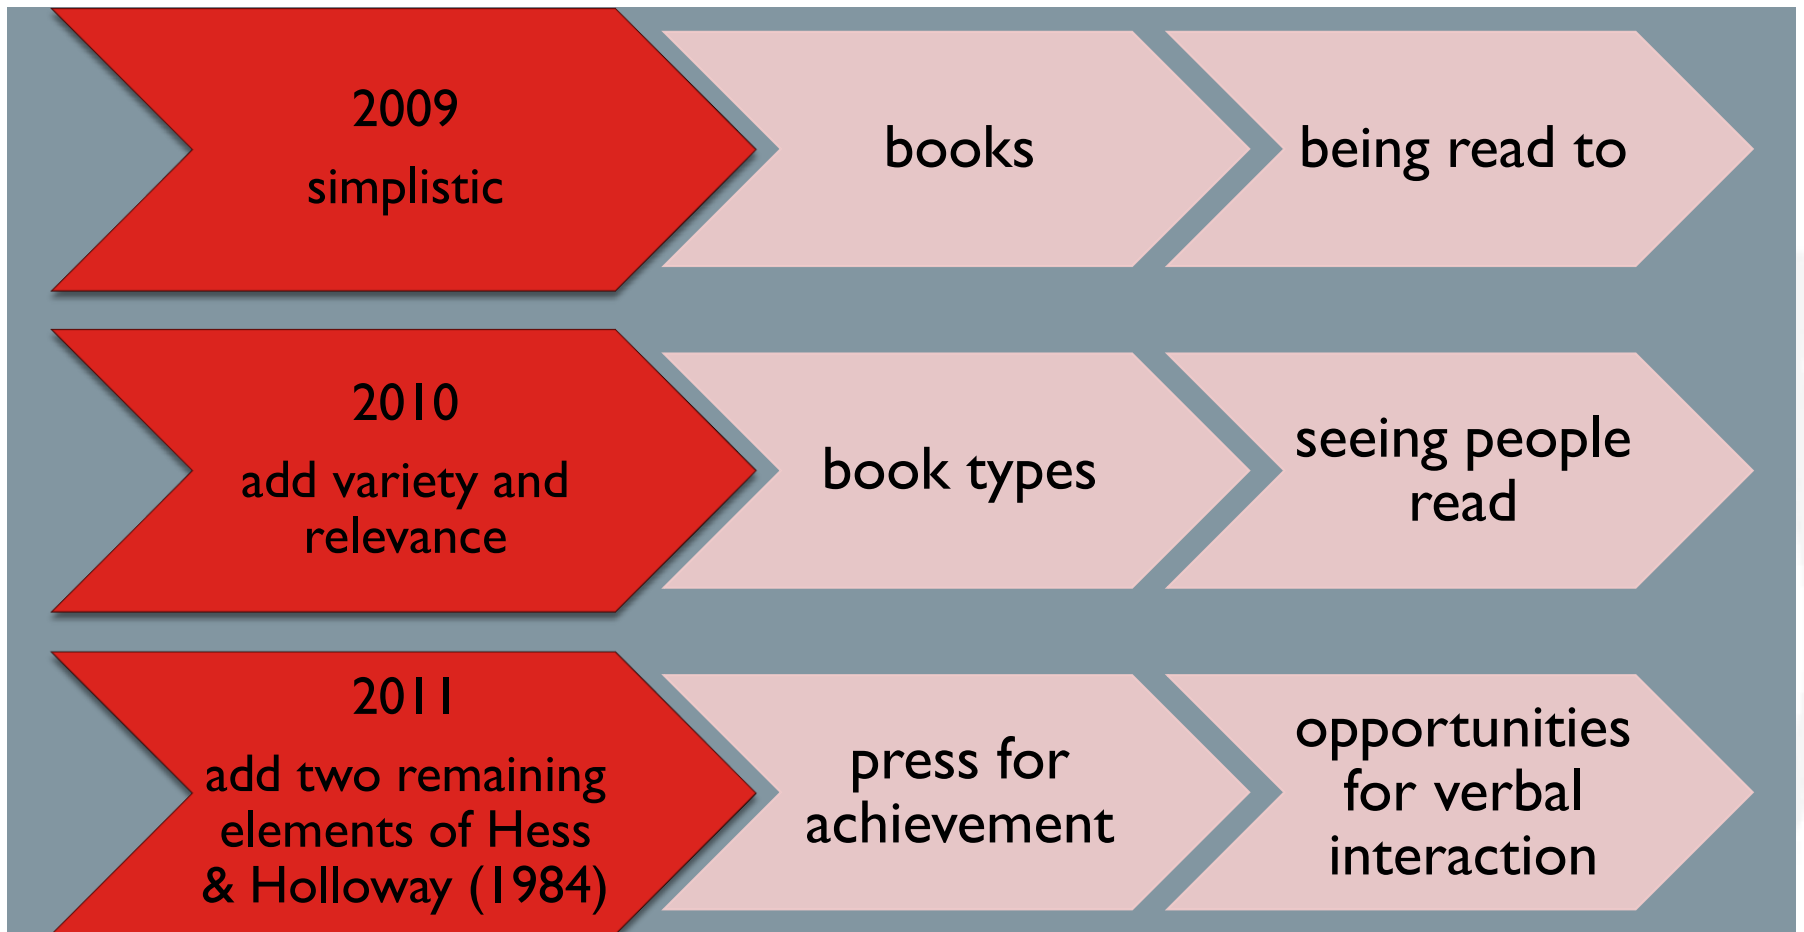 2009
simplistic
books
being read to
2010
add variety and
relevance
book types
seeing people
read
2011
add two remaining
elements of Hess
& Holloway (1984)
press for
achievement
opportunities
for verbal
interaction